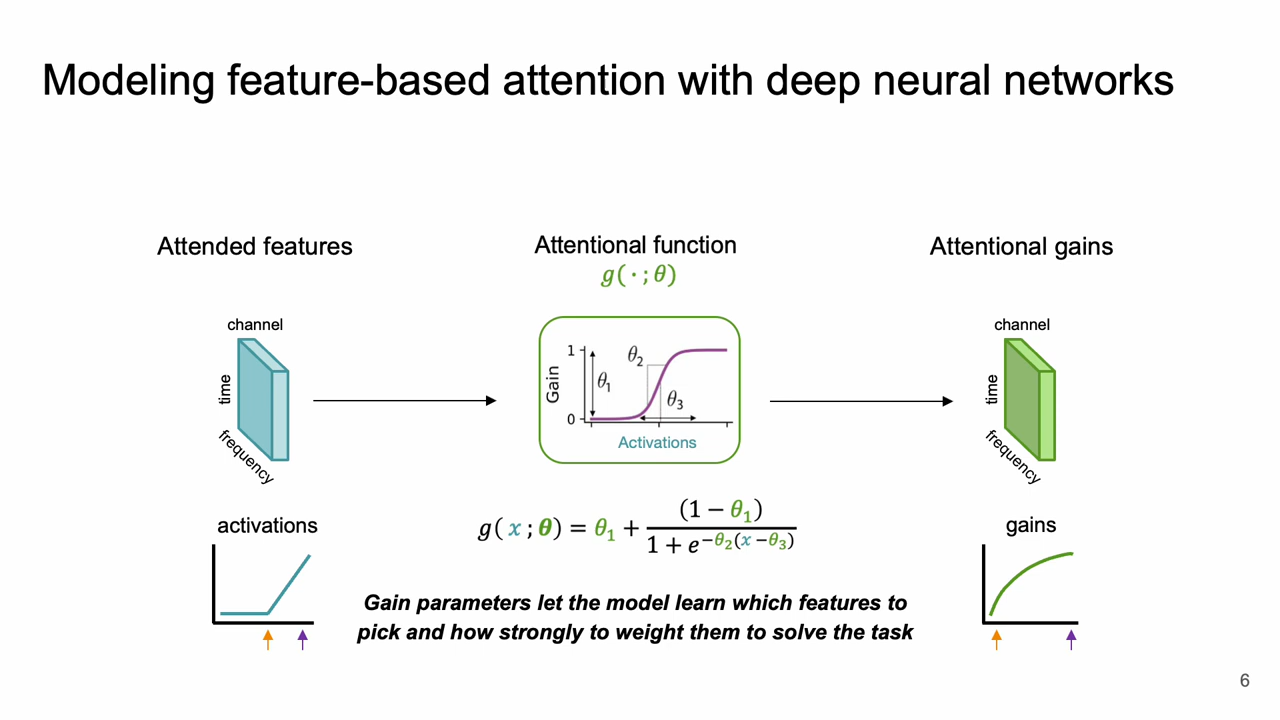 Modeling feature-based attention with deep neural networks
Attended features
Attentional function
g( · ; θ)
Attentional gains
channel
time
frequency
1
0
Gain
θ₁
θ₂
θ₃
Activations
channel
time
frequency
activations
g( x ; θ) = θ₁ + (1 − θ₁) / 1 + e^−θ₂(x −θ₃)
gains
Gain parameters let the model learn which features to
pick and how strongly to weight them to solve the task
6